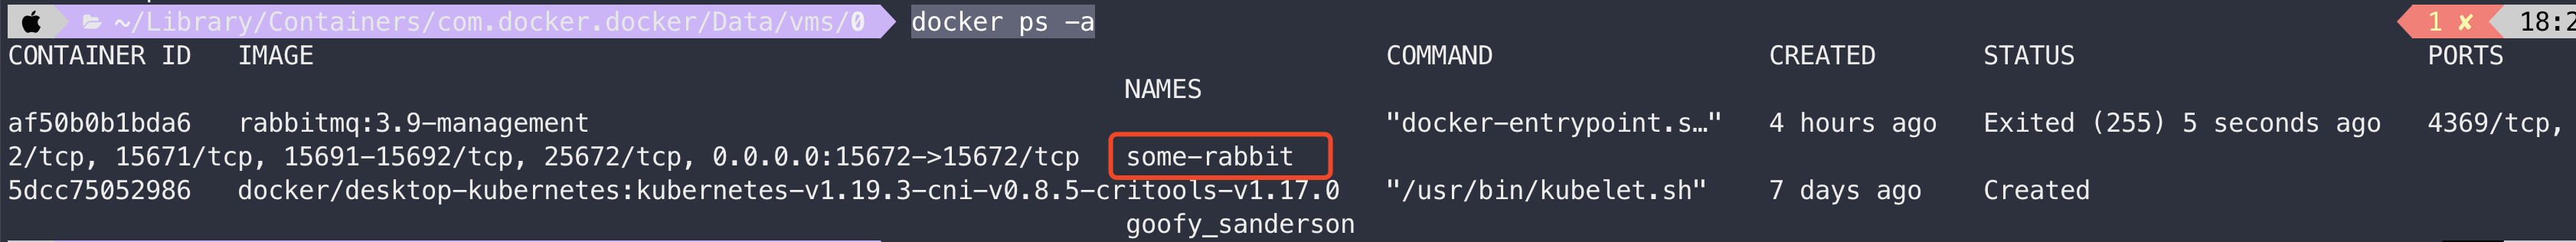 ~/Library/Containers/com.docker.docker/Data/vms/0 docker ps -a 1 ✘ 18:2
CONTAINER ID IMAGE COMMAND CREATED STATUS PORTS
NAMES
af50b0b1bda6 rabbitmq:3.9-management "docker-entrypoint.s…" 4 hours ago Exited (255) 5 seconds ago 4369/tcp,
2/tcp, 15671/tcp, 15691-15692/tcp, 25672/tcp, 0.0.0.0:15672->15672/tcp some-rabbit
5dcc75052986 docker/desktop-kubernetes:kubernetes-v1.19.3-cni-v0.8.5-critools-v1.17.0 "/usr/bin/kubelet.sh" 7 days ago Created
goofy_sanderson